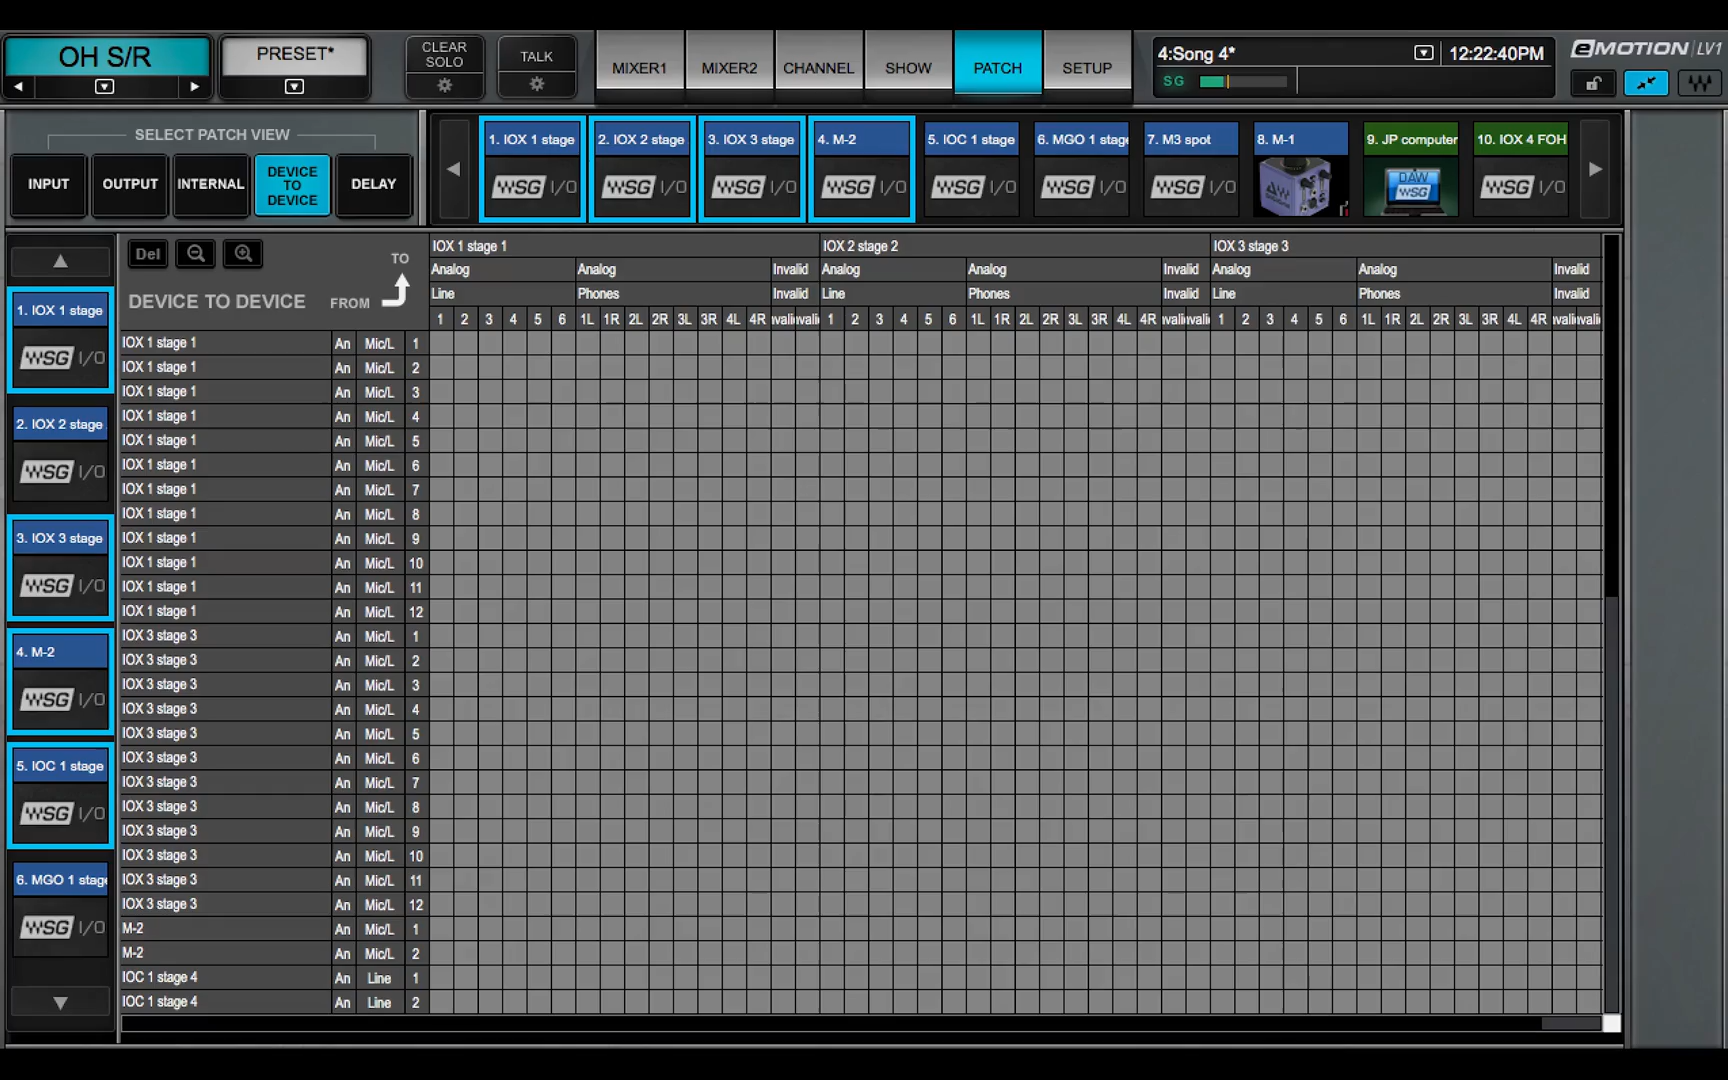 OH S/R
PRESET*
CLEAR SOLO
TALK
MIXER1
MIXER2
CHANNEL
SHOW
PATCH
SETUP
4:Song 4*
12:22:40PM
SG
eMOTION LV1
SELECT PATCH VIEW
INPUT
OUTPUT
INTERNAL
DEVICE TO DEVICE
DELAY
1. IOX 1 stage
WSG I/O
2. IOX 2 stage
WSG I/O
3. IOX 3 stage
WSG I/O
4. M-2
WSG I/O
5. IOC 1 stage
WSG I/O
6. MGO 1 stage
WSG I/O
7. M3 spot
WSG I/O
8. M-1
9. JP computer
DAW WSG
10. IOX 4 FOH
WSG I/O
1. IOX 1 stage
WSG I/O
2. IOX 2 stage
WSG I/O
3. IOX 3 stage
WSG I/O
4. M-2
WSG I/O
5. IOC 1 stage
WSG I/O
6. MGO 1 stage
WSG I/O
Del
TO
DEVICE TO DEVICE FROM
IOX 1 stage 1 IOX 2 stage 2 IOX 3 stage 3
Analog Analog Invalid Analog Analog Invalid Analog Analog Invalid
Line Phones Invalid Line Phones Invalid Line Phones Invalid
1 2 3 4 5 6 1L 1R 2L 2R 3L 3R 4L 4R 1 2 3 4 5 6 1L 1R 2L 2R 3L 3R 4L 4R 1 2 3 4 5 6 1L 1R 2L 2R 3L 3R 4L 4R
IOX 1 stage 1 An Mic/L 1
IOX 1 stage 1 An Mic/L 2
IOX 1 stage 1 An Mic/L 3
IOX 1 stage 1 An Mic/L 4
IOX 1 stage 1 An Mic/L 5
IOX 1 stage 1 An Mic/L 6
IOX 1 stage 1 An Mic/L 7
IOX 1 stage 1 An Mic/L 8
IOX 1 stage 1 An Mic/L 9
IOX 1 stage 1 An Mic/L 10
IOX 1 stage 1 An Mic/L 11
IOX 1 stage 1 An Mic/L 12
IOX 3 stage 3 An Mic/L 1
IOX 3 stage 3 An Mic/L 2
IOX 3 stage 3 An Mic/L 3
IOX 3 stage 3 An Mic/L 4
IOX 3 stage 3 An Mic/L 5
IOX 3 stage 3 An Mic/L 6
IOX 3 stage 3 An Mic/L 7
IOX 3 stage 3 An Mic/L 8
IOX 3 stage 3 An Mic/L 9
IOX 3 stage 3 An Mic/L 10
IOX 3 stage 3 An Mic/L 11
IOX 3 stage 3 An Mic/L 12
M-2 An Mic/L 1
M-2 An Mic/L 2
IOC 1 stage 4 An Line 1
IOC 1 stage 4 An Line 2